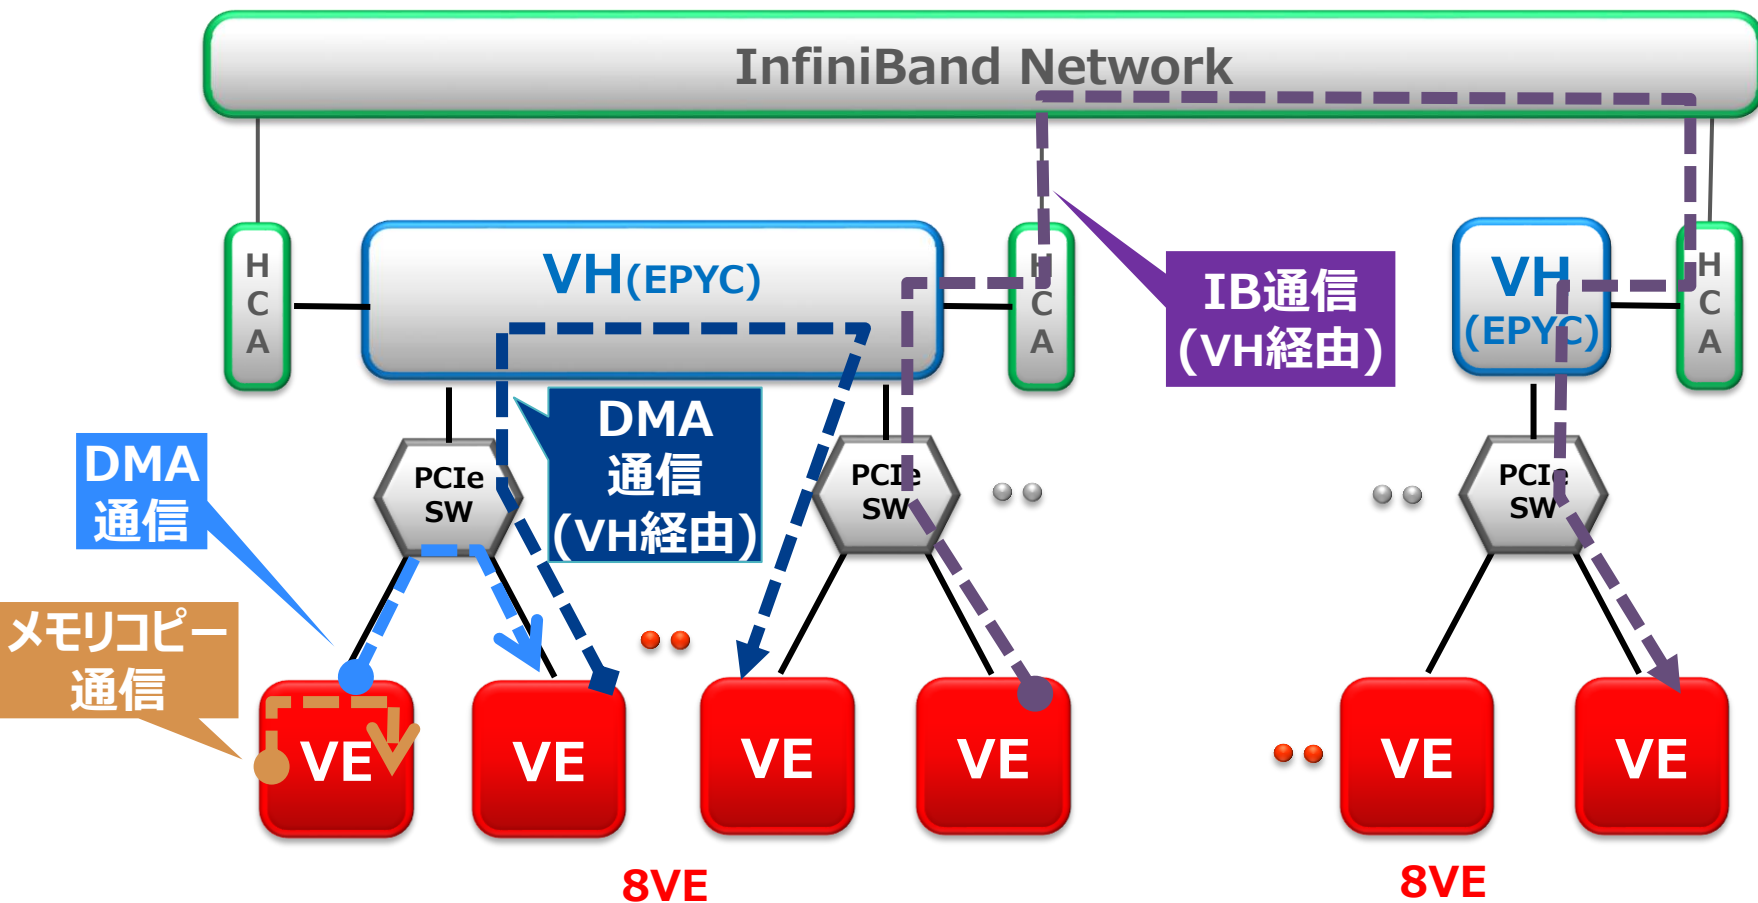 InfiniBand Network
H
C
A
VH(EPYC)
H
C
A
IB通信
(VH経由)
VH
(EPYC)
H
C
A
DMA
通信
PCIe
SW
DMA
通信
(VH経由)
PCIe
SW
PCIe
SW
メモリコピー
通信
VE
VE
VE
VE
VE
VE
8VE
8VE